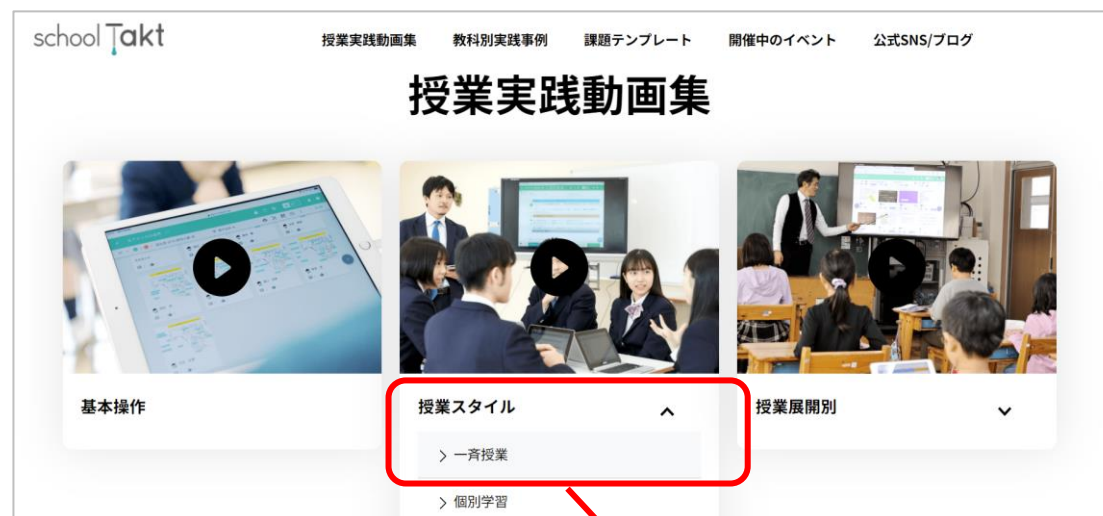 school Takt
授業実践動画集 教科別実践事例 課題テンプレート 開催中のイベント 公式SNS/ブログ
授業実践動画集
基本操作
授業スタイル
一斉授業
個別学習
授業展開別